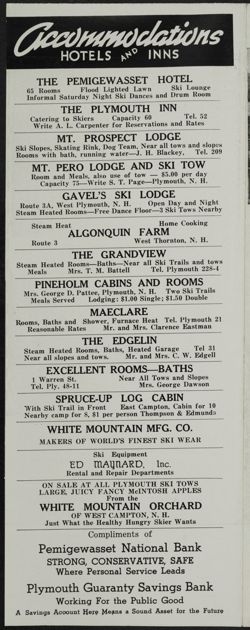 Accommodations
HOTELS AND INNS
THE PEMIGEWASSET HOTEL
65 Rooms Flood Lighted Lawn Ski Lounge
Informal Saturday Night Ski Dances and Drum Room
THE PLYMOUTH INN
Catering to Skiers Capacity 60 Tel. 52
Write A. L. Carpenter for Reservations and Rates
MT. PROSPECT LODGE
Ski Slopes, Skating Rink, Dog Team, Near all tows and slopes
Rooms with bath, running water—J. H. Blackey, Tel. 209
MT. PERO LODGE AND SKI TOW
Room and Meals, also use of tow — $5.00 per day
Capacity 75—Write S. T. Page—Plymouth, N. H.
GAVEL'S SKI LODGE
Route 3A, West Plymouth, N. H. Open Day and Night
Steam Heated Rooms—Free Dance Floor—3 Ski Tows Nearby
Steam Heat Home Cooking
ALGONQUIN FARM
Route 3 West Thornton, N. H.
THE GRANDVIEW
Steam Heated Rooms—Baths—Near all Ski Trails and tows
Meals Mrs. T. M. Battell Tel. Plymouth 228-4
PINEHOLM CABINS AND ROOMS
Mrs. George D. Pattee, Plymouth, N. H. Two Ski Trails
Meals Served Lodging: $1.00 Single; $1.50 Double
MAECLARE
Rooms, Baths and Shower, Furnace Heat Tel. Plymouth 21
Reasonable Rates Mr. and Mrs. Clarence Eastman
THE EDGELIN
Steam Heated Rooms, Baths, Heated Garage Tel 31
Near all slopes and tows. Mr. and Mrs. C. W. Edgell
EXCELLENT ROOMS—BATHS
1 Warren St. Near All Tows and Slopes
Tel. Ply. 48-11 Mrs. George Dawson
SPRUCE-UP LOG CABIN
With Ski Trail in Front East Campton, Cabin for 10
Nearby camp for 8, $1 per person Thompson & Edmunds
WHITE MOUNTAIN MFG. CO.
MAKERS OF WORLD'S FINEST SKI WEAR
Ski Equipment
ED MAYNARD, Inc.
Rental and Repair Departments
ON SALE AT ALL PLYMOUTH SKI TOWS
LARGE, JUICY FANCY McINTOSH APPLES
From the
WHITE MOUNTAIN ORCHARD
OF WEST CAMPTON, N. H.
Just What the Healthy Hungry Skier Wants
Compliments of
Pemigewasset National Bank
STRONG, CONSERVATIVE, SAFE
Where Personal Service Leads
Plymouth Guaranty Savings Bank
Working For the Public Good
A Savings Account Here Means a Sound Asset for the Future